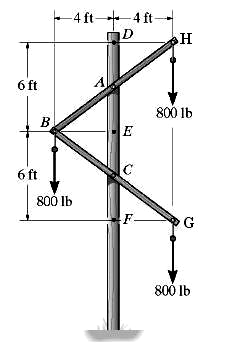 4 ft 4 ft
D H
6 ft A
800 lb
B E
6 ft C
800 lb F G
800 lb